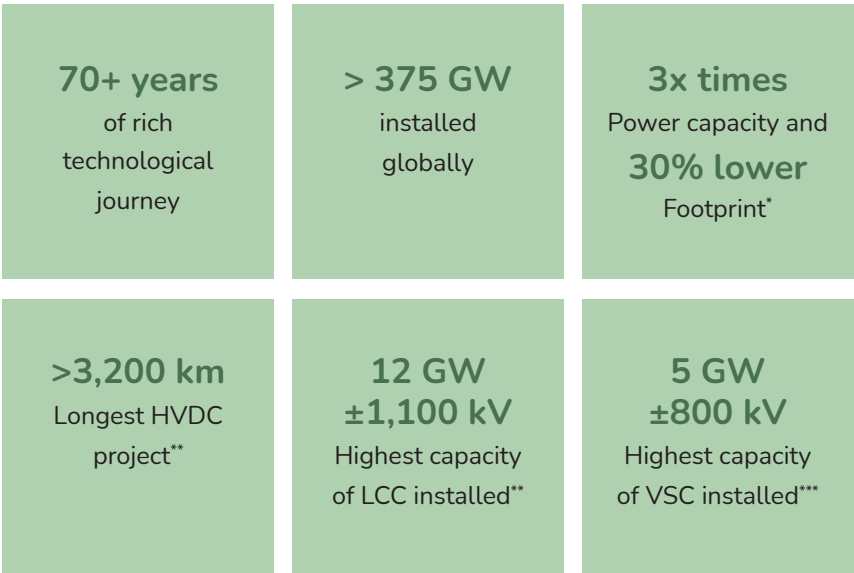 70+ years
of rich
technological
journey
> 375 GW
installed
globally
3x times
Power capacity and
30% lower
Footprint*
>3,200 km
Longest HVDC
project**
12 GW
±1,100 kV
Highest capacity
of LCC installed**
5 GW
±800 kV
Highest capacity
of VSC installed***